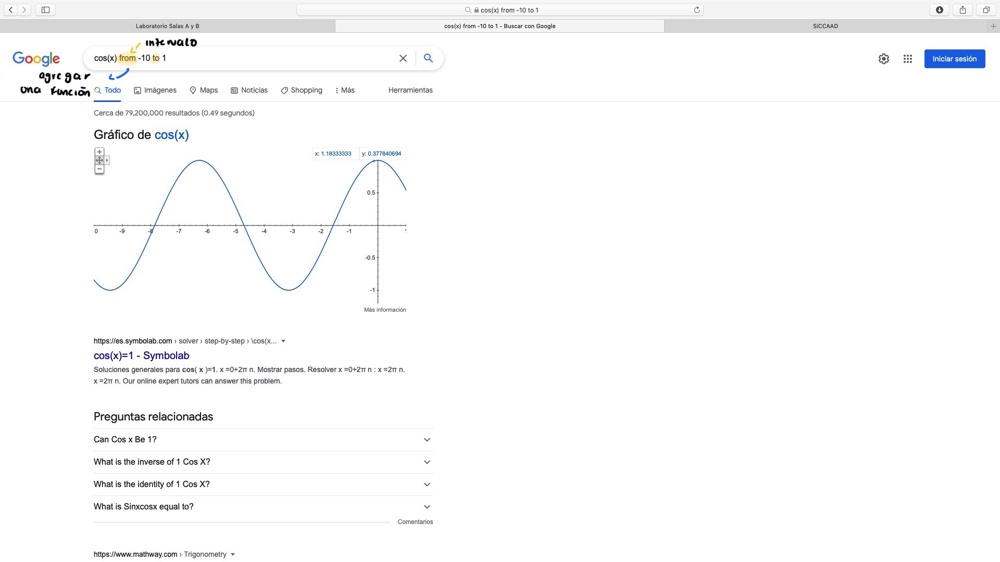 cos(x) from -10 to 1
Laboratorio Salas A y B
cos(x) from -10 to 1 - Buscar con Google
SiCCAAD
intervalo
Google
cos(x) from -10 to 1
Iniciar sesión
agregar
una función
Todo
Imágenes
Maps
Noticias
Shopping
Más
Herramientas
Cerca de 79,200,000 resultados (0.49 segundos)
Gráfico de cos(x)
x: 1.18333333 y: 0.377840694
0.5
0 -9 -8 -7 -6 -5 -4 -3 -2 -1 1
-0.5
-1
Más información
https://es.symbolab.com › solver › step-by-step › \cos(x...
cos(x)=1 - Symbolab
Soluciones generales para cos( x )=1. x =0+2π n. Mostrar pasos. Resolver x =0+2π n : x =2π n.
x =2π n. Our online expert tutors can answer this problem.
Preguntas relacionadas
Can Cos x Be 1?
What is the inverse of 1 Cos X?
What is the identity of 1 Cos X?
What is Sinxcosx equal to?
Comentarios
https://www.mathway.com › Trigonometry